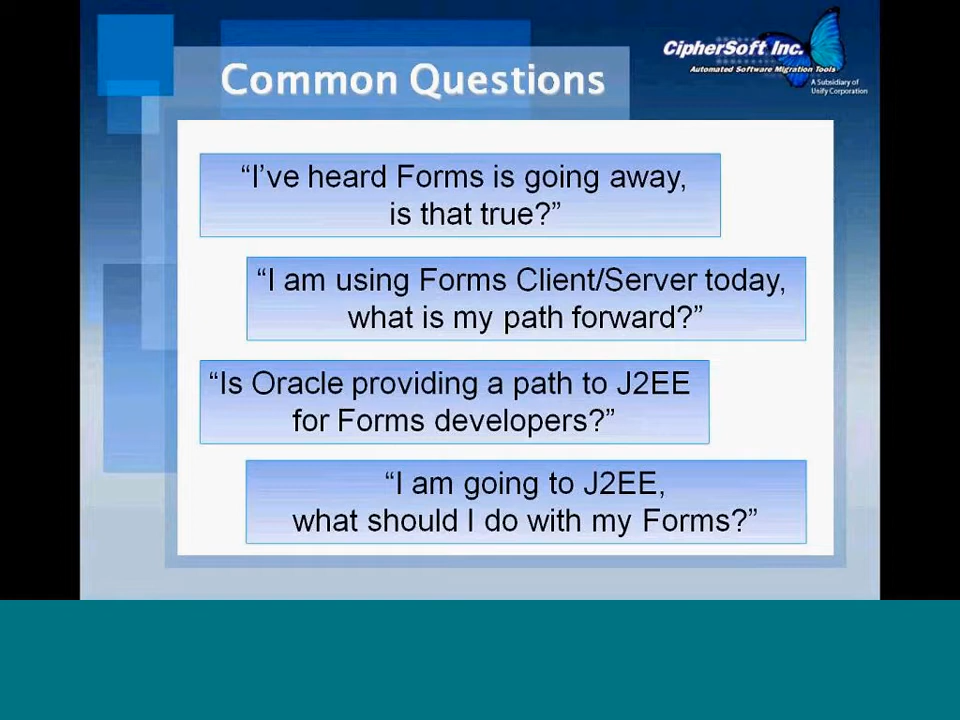 CipherSoft Inc.
Automated Software Migration Tools
A Subsidiary of
Unify Corporation
Common Questions
“I’ve heard Forms is going away,
is that true?”
“I am using Forms Client/Server today,
what is my path forward?”
“Is Oracle providing a path to J2EE
for Forms developers?”
“I am going to J2EE,
what should I do with my Forms?”